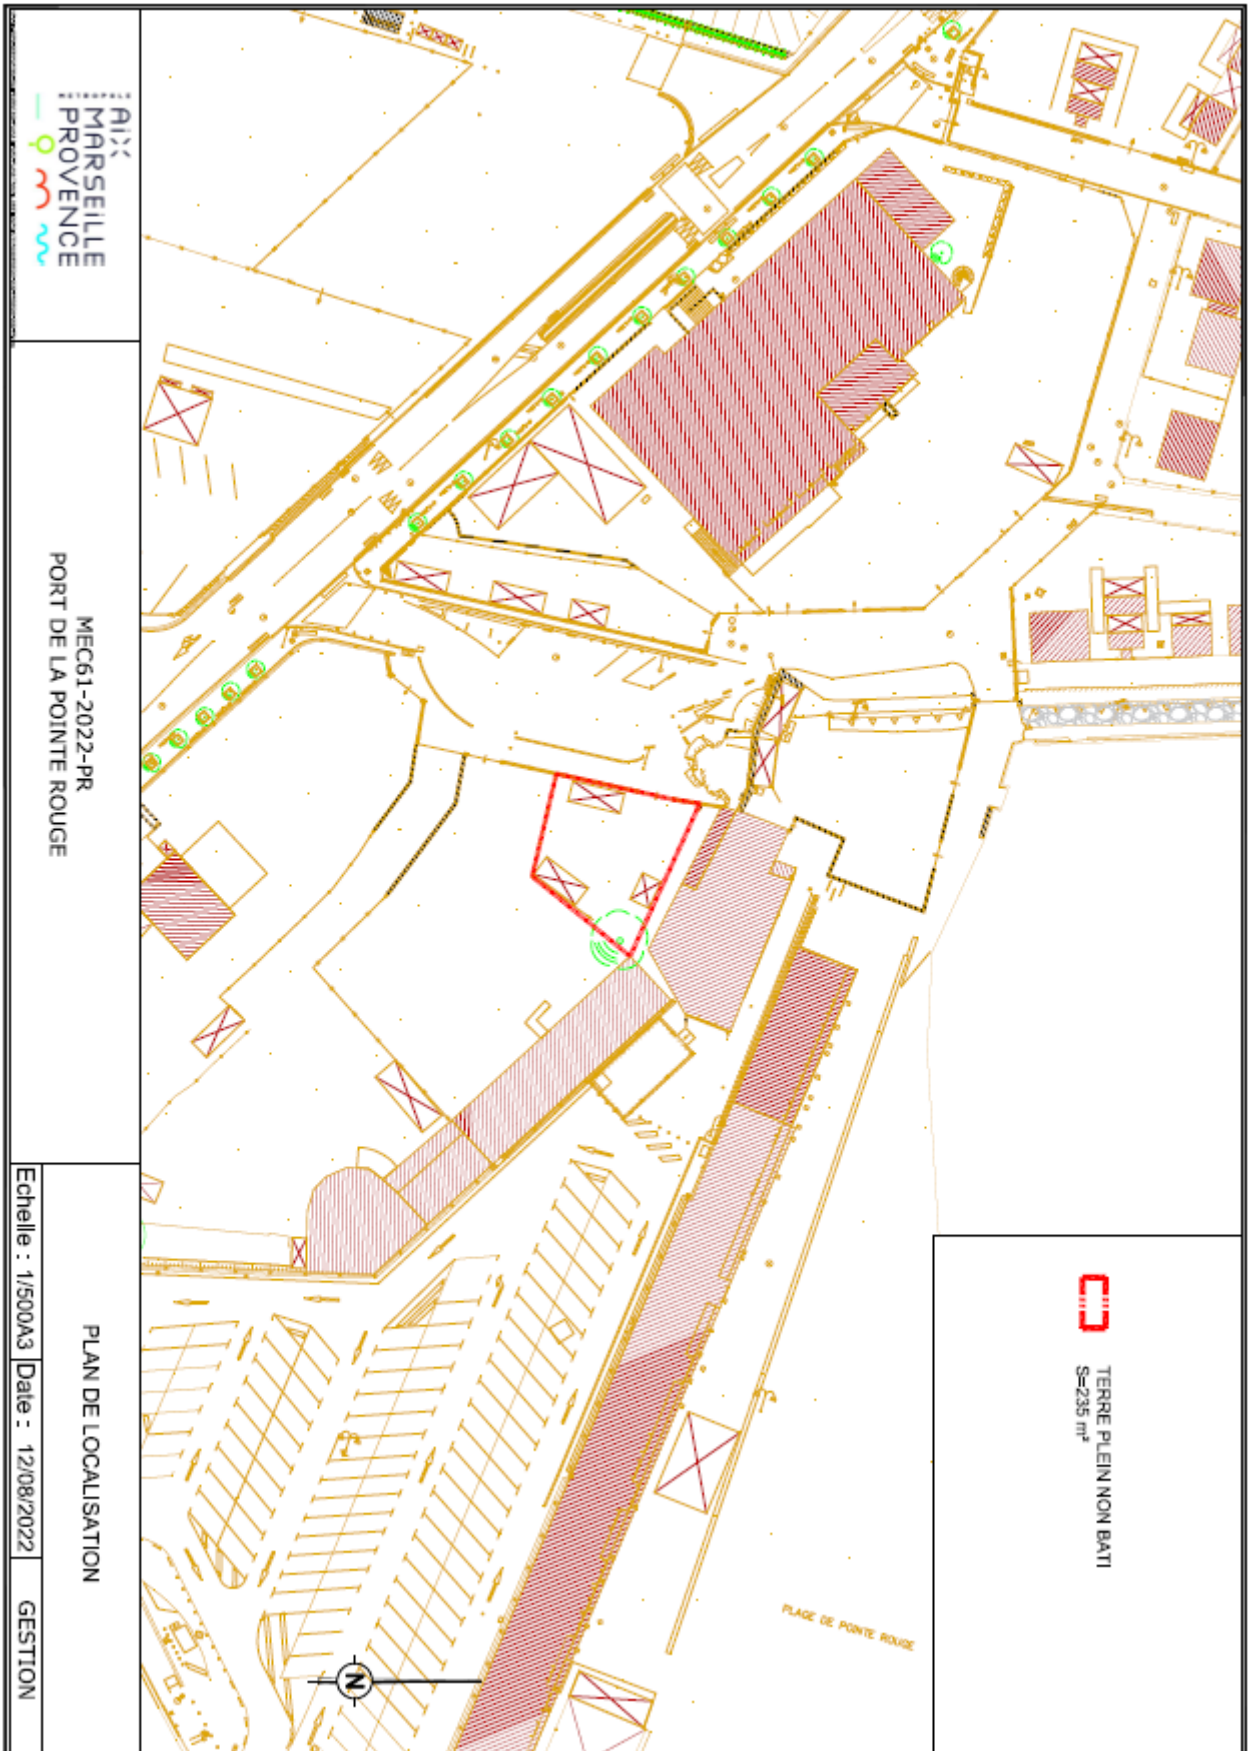 TERRE PLEIN NON BATI
S=235 m²
PLAGE DE POINTE ROUGE
N
METROPOLE
AIX
MARSEILLE
PROVENCE
MEC61-2022-PR
PORT DE LA POINTE ROUGE
PLAN DE LOCALISATION
Echelle : 1/500A3 Date : 12/08/2022 GESTION